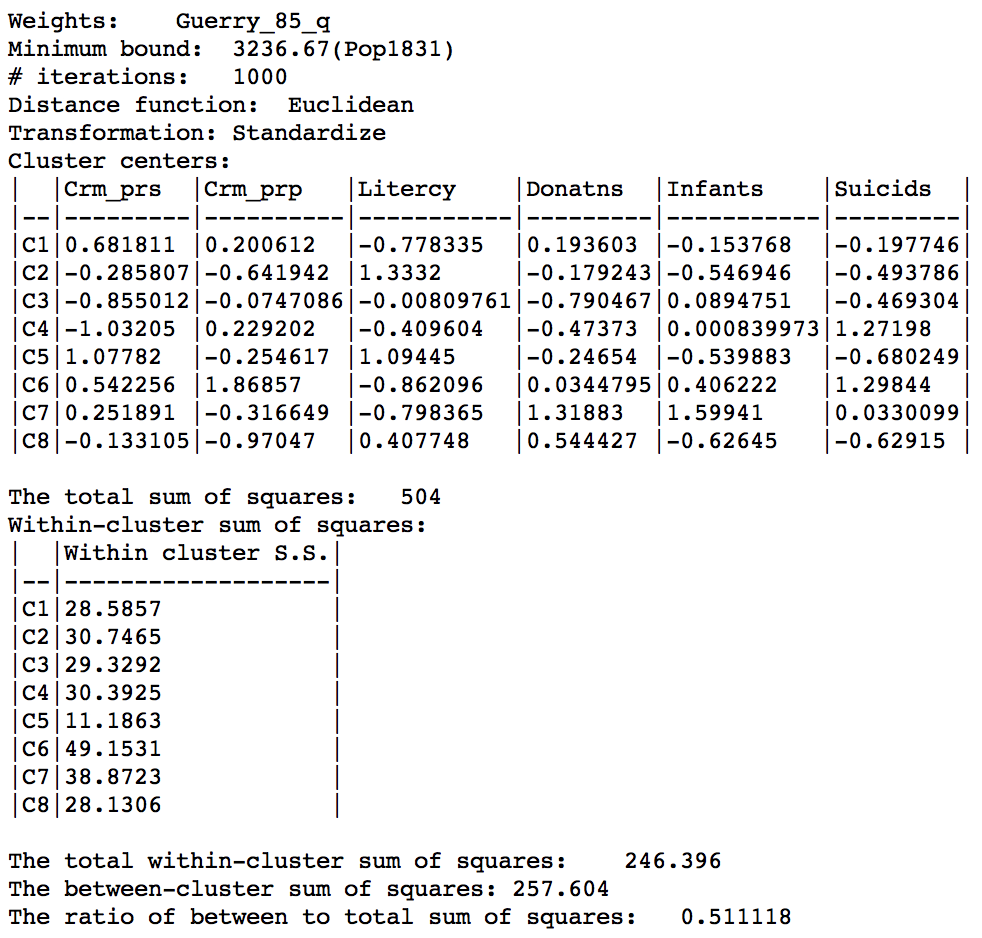 Weights:    Guerry_85_q
Minimum bound:  3236.67(Pop1831)
# iterations:   1000
Distance function:  Euclidean
Transformation: Standardize
Cluster centers:
|  |Crm_prs  |Crm_prp   |Litercy    |Donatns  |Infants    |Suicids  |
|--|---------|----------|-----------|---------|-----------|---------|
|C1|0.681811 |0.200612  |-0.778335  |0.193603 |-0.153768  |-0.197746|
|C2|-0.285807|-0.641942 |1.3332     |-0.179243|-0.546946  |-0.493786|
|C3|-0.855012|-0.0747086|-0.00809761|-0.790467|0.0894751  |-0.469304|
|C4|-1.03205 |0.229202  |-0.409604  |-0.47373 |0.000839973|1.27198  |
|C5|1.07782  |-0.254617 |1.09445    |-0.24654 |-0.539883  |-0.680249|
|C6|0.542256 |1.86857   |-0.862096  |0.0344795|0.406222   |1.29844  |
|C7|0.251891 |-0.316649 |-0.798365  |1.31883  |1.59941    |0.0330099|
|C8|-0.133105|-0.97047  |0.407748   |0.544427 |-0.62645   |-0.62915 |
The total sum of squares:   504
Within-cluster sum of squares:
|  |Within cluster S.S.|
|--|-------------------|
|C1|28.5857            |
|C2|30.7465            |
|C3|29.3292            |
|C4|30.3925            |
|C5|11.1863            |
|C6|49.1531            |
|C7|38.8723            |
|C8|28.1306            |
The total within-cluster sum of squares:    246.396
The between-cluster sum of squares: 257.604
The ratio of between to total sum of squares:   0.511118